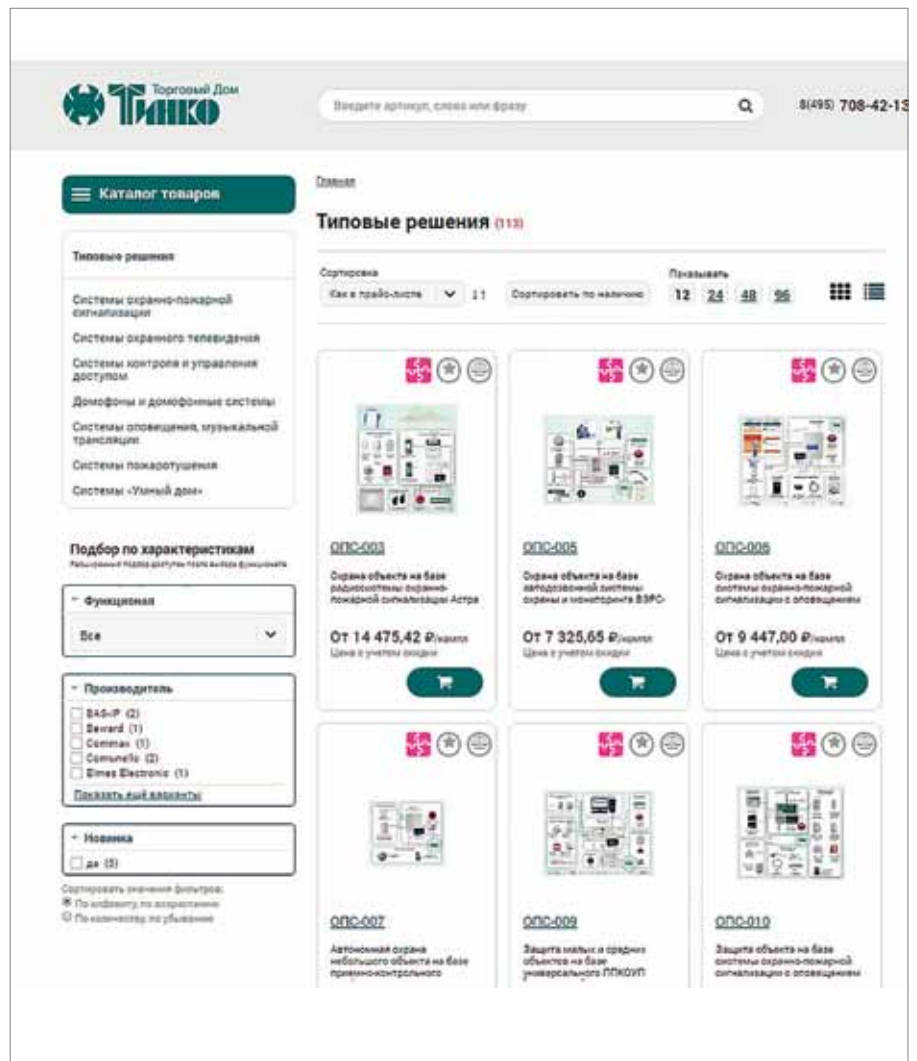 Торговый Дом
Тинко
Введите артикул, слово или фразу
8(495) 708-42-13
Каталог товаров
Главная
Типовые решения (113)
Типовые решения
Системы охранно-пожарной
сигнализации
Системы охранного телевидения
Системы контроля и управления
доступом
Домофоны и домофонные системы
Системы оповещения, музыкальной
трансляции
Системы пожаротушения
Системы «Умный дом»
Сортировка
Как в прайс-листе
Сортировать по наличию
Показывать
12 24 48 96
Подбор по характеристикам
Расширенный подбор доступен после выбора функционала
Функционал
Все
Производитель
BAS-IP (2)
Beward (1)
Commax (1)
Comunello (2)
Elmes Electronic (1)
Показать ещё варианты
Новинка
да (5)
Сортировать значения фильтров:
По алфавиту, по возрастанию
По количеству, по убыванию
ОПС-003
Охрана объекта на базе
радиосистемы охранно-
пожарной сигнализации Астра
От 14 475,42 ₽/компл
Цена с учетом скидки
ОПС-005
Охрана объекта на базе
автодозвонной системы
охраны и мониторинга ВЭРС-
От 7 325,65 ₽/компл
Цена с учетом скидки
ОПС-006
Охрана объекта на базе
системы охранно-пожарной
сигнализации с оповещением
От 9 447,00 ₽/компл
Цена с учетом скидки
ОПС-007
Автономная охрана
небольшого объекта на базе
приемно-контрольного
ОПС-009
Защита малых и средних
объектов на базе
универсального ППКОУП
ОПС-010
Защита объекта на базе
системы охранно-пожарной
сигнализации с оповещением